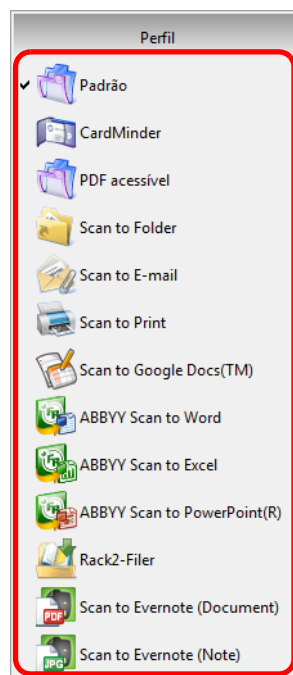 Perfil
Padrão
CardMinder
PDF acessível
Scan to Folder
Scan to E-mail
Scan to Print
Scan to Google Docs(TM)
ABBYY Scan to Word
ABBYY Scan to Excel
ABBYY Scan to PowerPoint(R)
Rack2-Filer
PDF
Scan to Evernote (Document)
JPG
Scan to Evernote (Note)